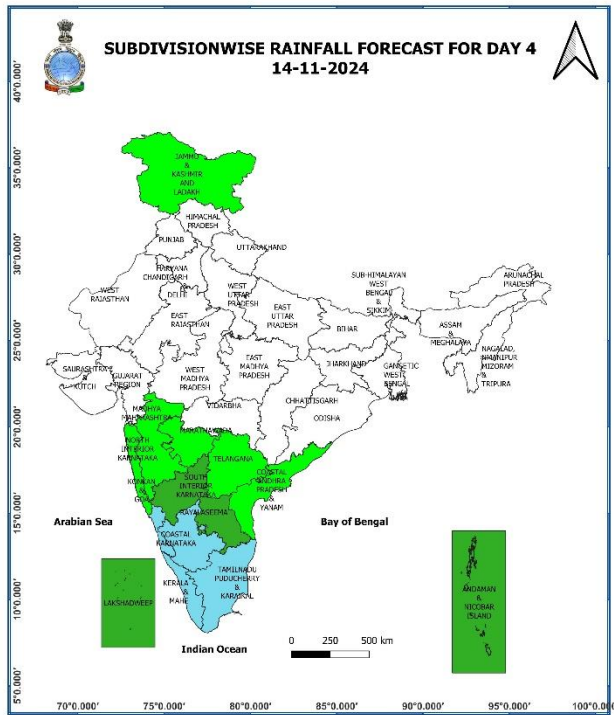 SUBDIVISIONWISE RAINFALL FORECAST FOR DAY 4
14-11-2024
40°0.000'
35°0.000'
30°0.000'
25°0.000'
20°0.000'
15°0.000'
10°0.000'
5°0.000'
JAMMU
&
KASHMIR
AND
LADAKH
HIMACHAL
PRADESH
PUNJAB
UTTARAKHAND
HARYANA
CHANDIGARH
&
DELHI
WEST
RAJASTHAN
WEST
UTTAR
PRADESH
SUB-HIMALAYAN
WEST
BENGAL
&
SIKKIM
ARUNACHAL
PRADESH
EAST
RAJASTHAN
EAST
UTTAR
PRADESH
BIHAR
ASSAM
&
MEGHALAYA
NAGALAD,
MANIPUR
MIZORAM
&
TRIPURA
SAURASHTRA
&
KUTCH
GUJARAT
REGION
WEST
MADHYA
PRADESH
EAST
MADHYA
PRADESH
JHARKHAND
GANGETIC
WEST
BENGAL
CHHATTISGARH
ODISHA
VIDARBHA
MADHYA
MAHARASHTRA
MARATHAWADA
NORTH
INTERIOR
KARNATAKA
TELANGANA
KONKAN
&
GOA
SOUTH
INTERIOR
KARNATAKA
COASTAL
ANDHRA
PRADESH
&
YANAM
RAYALASEEMA
Arabian Sea
Bay of Bengal
COASTAL
KARNATAKA
TAMILNADU
PUDUCHERRY
&
KARAIKAL
KERALA
&
MAHE
LAKSHADWEEP
ANDAMAN
&
NICOBAR
ISLAND
Indian Ocean
0 250 500 km
70°0.000' 75°0.000' 80°0.000' 85°0.000' 90°0.000' 95°0.000' 100°0.000'